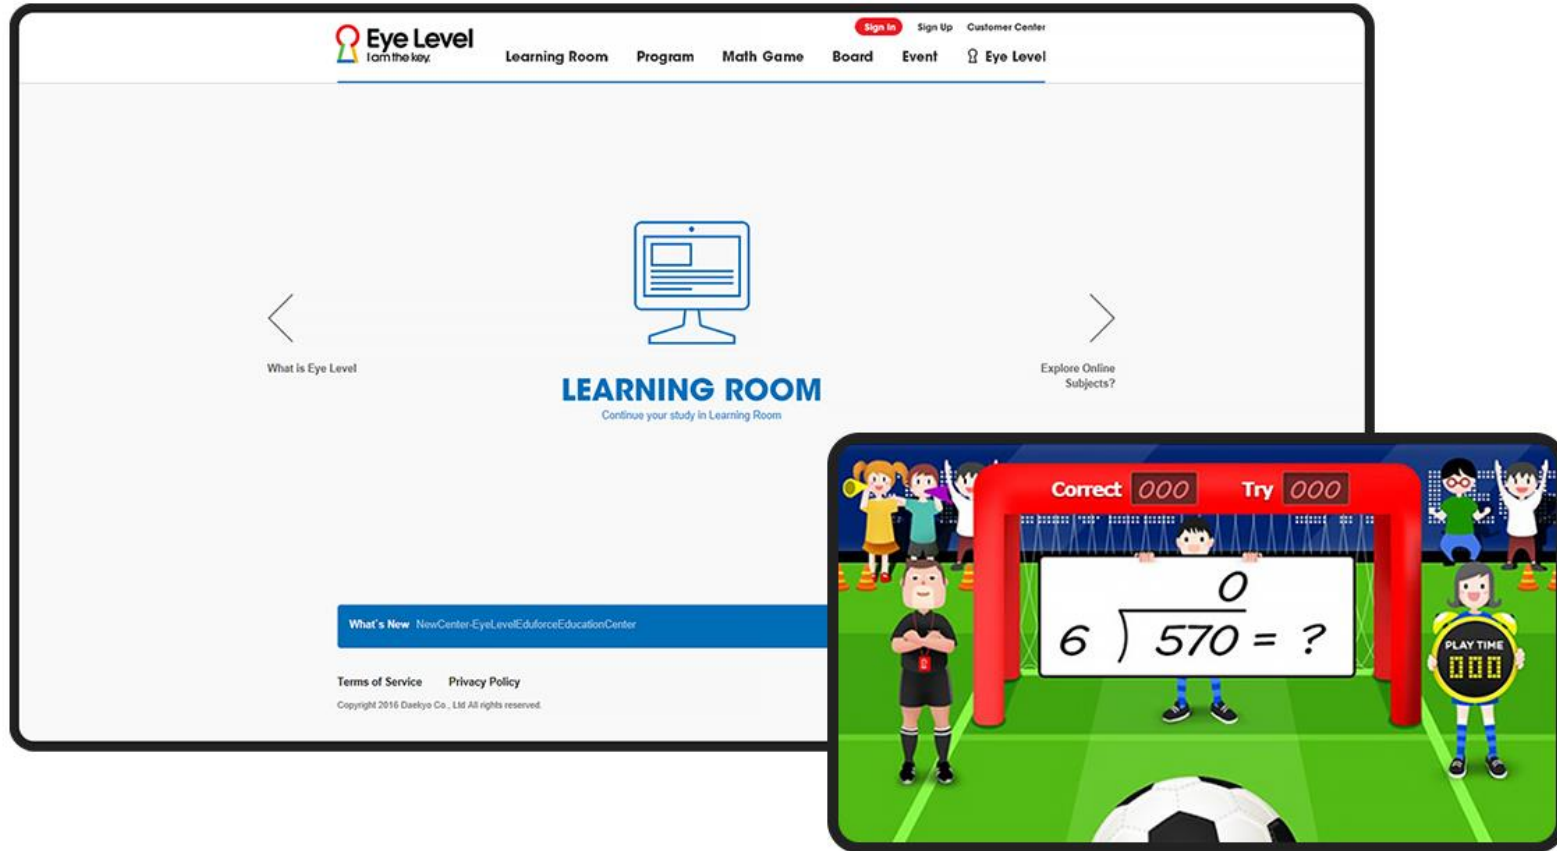 Eye Level
I am the key.
Sign In Sign Up Customer Center
Learning Room Program Math Game Board Event Eye Level
What is Eye Level
Explore Online
Subjects?
LEARNING ROOM
Continue your study in Learning Room
What's New NewCenter-EyeLevelEduforceEducationCenter
Terms of Service Privacy Policy
Copyright 2016 Daekyo Co., Ltd All rights reserved.
Correct 000 Try 000
0
6 ) 570 = ?
PLAY TIME
000